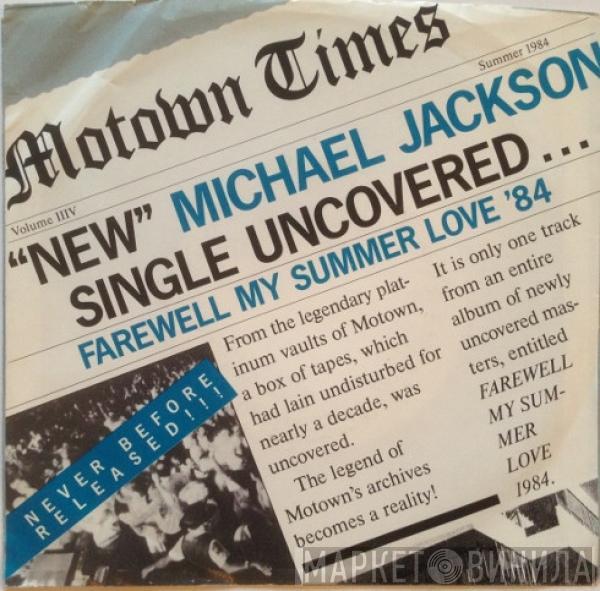 Motown Times
Summer 1984
Volume IIIV
"NEW" MICHAEL JACKSON
SINGLE UNCOVERED...
FAREWELL MY SUMMER LOVE '84
NEVER BEFORE
RELEASED!!!
From the legendary plat-
inum vaults of Motown,
a box of tapes, which
had lain undisturbed for
nearly a decade, was
uncovered.
The legend of
Motown's archives
becomes a reality!
It is only one track
from an entire
album of newly
uncovered mas-
ters, entitled
FAREWELL
MY SUM-
MER
LOVE
1984.
МАРКЕТ ВИНИЛА